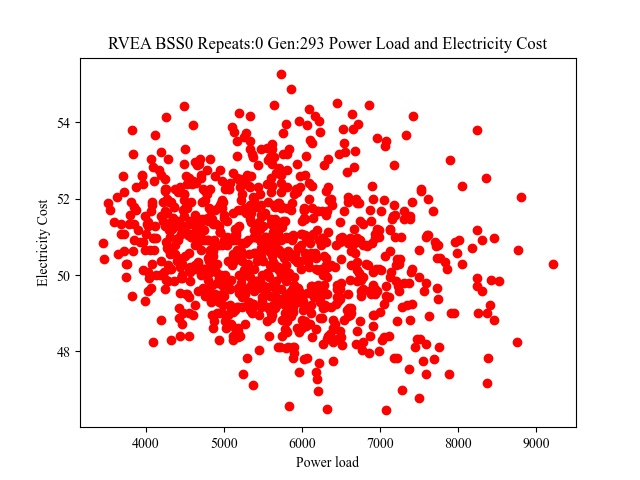 RVEA BSS0 Repeats:0 Gen:293 Power Load and Electricity Cost
54
52
50
48
Electricity Cost
4000 5000 6000 7000 8000 9000
Power load